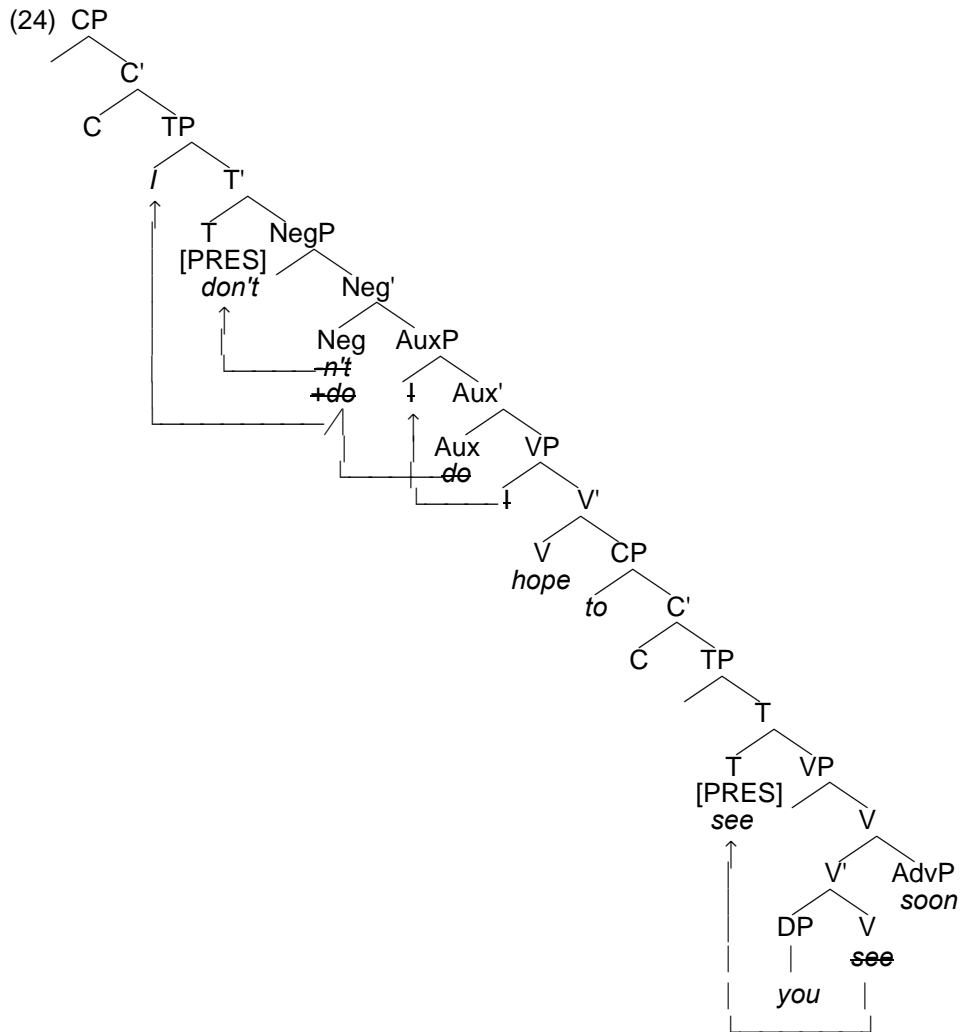 (24) CP
C'
C TP
I T'
T NegP
[PRES]
don't Neg'
Neg AuxP
-n't
+do I Aux'
Aux VP
do
I V'
V CP
hope
to C'
C TP
T
T VP
[PRES]
see V
V' AdvP
soon
DP V
see
you